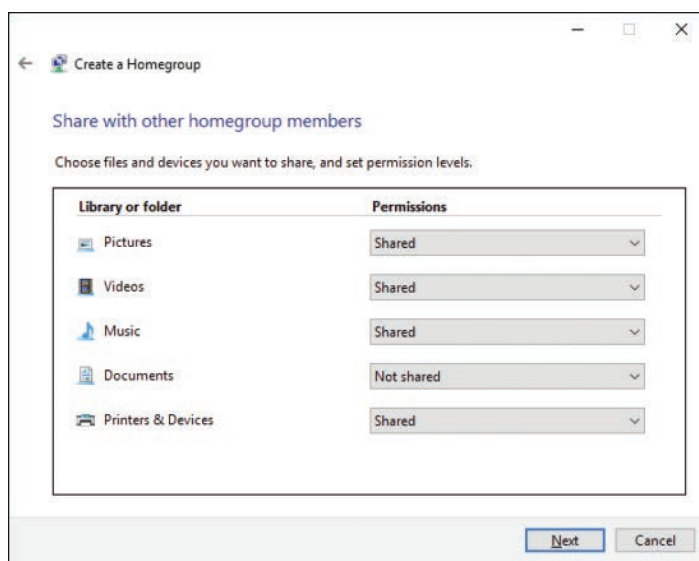 Create a Homegroup
Share with other homegroup members
Choose files and devices you want to share, and set permission levels.
Library or folder Permissions
Pictures Shared
Videos Shared
Music Shared
Documents Not shared
Printers & Devices Shared
Next Cancel